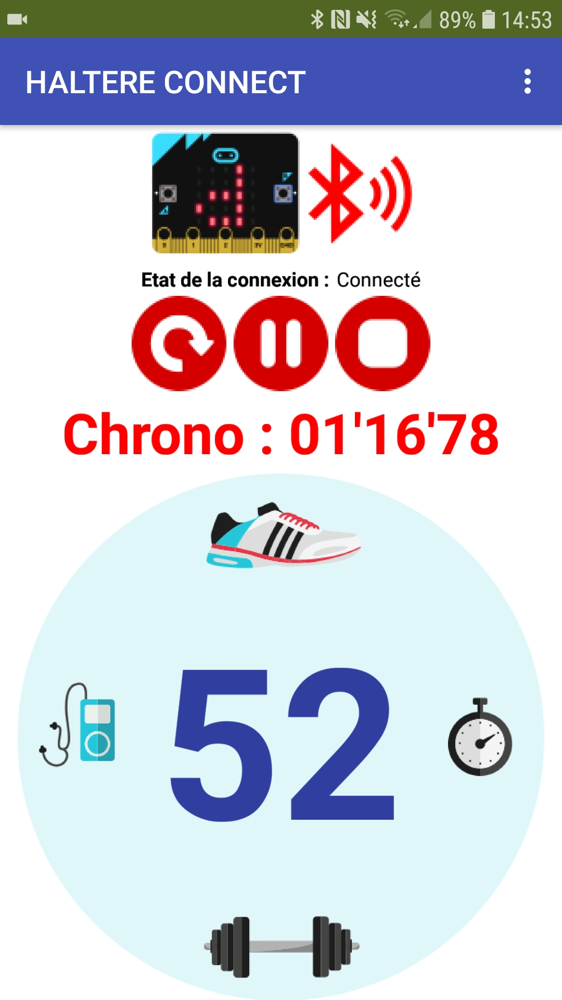 89% 14:53
HALTERE CONNECT
Etat de la connexion : Connecté
Chrono : 01'16'78
52